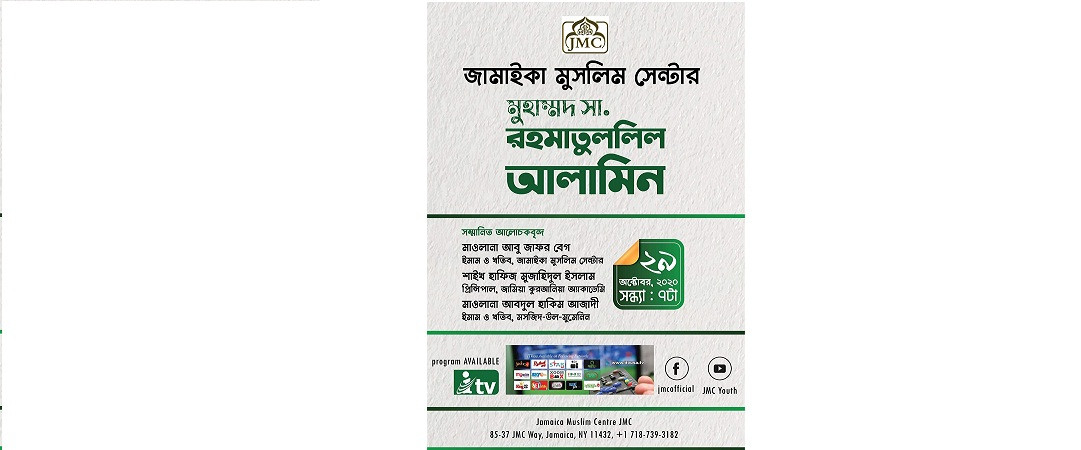 JMC
জামাইকা মুসলিম সেন্টার
মুহাম্মদ সা.
রহমাতুললিল
আলামিন
সম্মানিত আলোচকবৃন্দ
মাওলানা আবু জাফর বেগ
ইমাম ও খতিব, জামাইকা মুসলিম সেন্টার
শাইখ হাফিজ মুজাহিদুল ইসলাম
প্রিন্সিপাল, জামিয়া কুরআনিয়া অ্যাকাডেমি
মাওলানা আবদুল হাকিম আজাদী
ইমাম ও খতিব, মসজিদ-উল-মুমেনিন
২৯
অক্টোবর, ২০২০
সন্ধ্যা : ৭টা
program AVAILABLE
itv
jmcofficial
JMC Youth
Jamaica Muslim Centre JMC
85-37 JMC Way, Jamaica, NY 11432, +1 718-739-3182